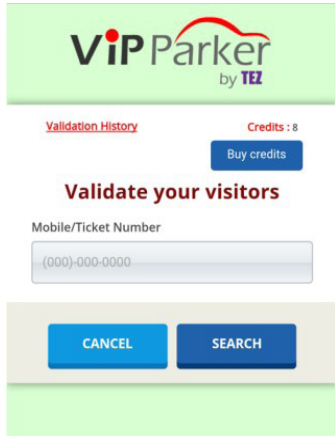 ViP Parker
by TEZ
Validation History
Credits : 8
Buy credits
Validate your visitors
Mobile/Ticket Number
(000)-000-0000
CANCEL
SEARCH